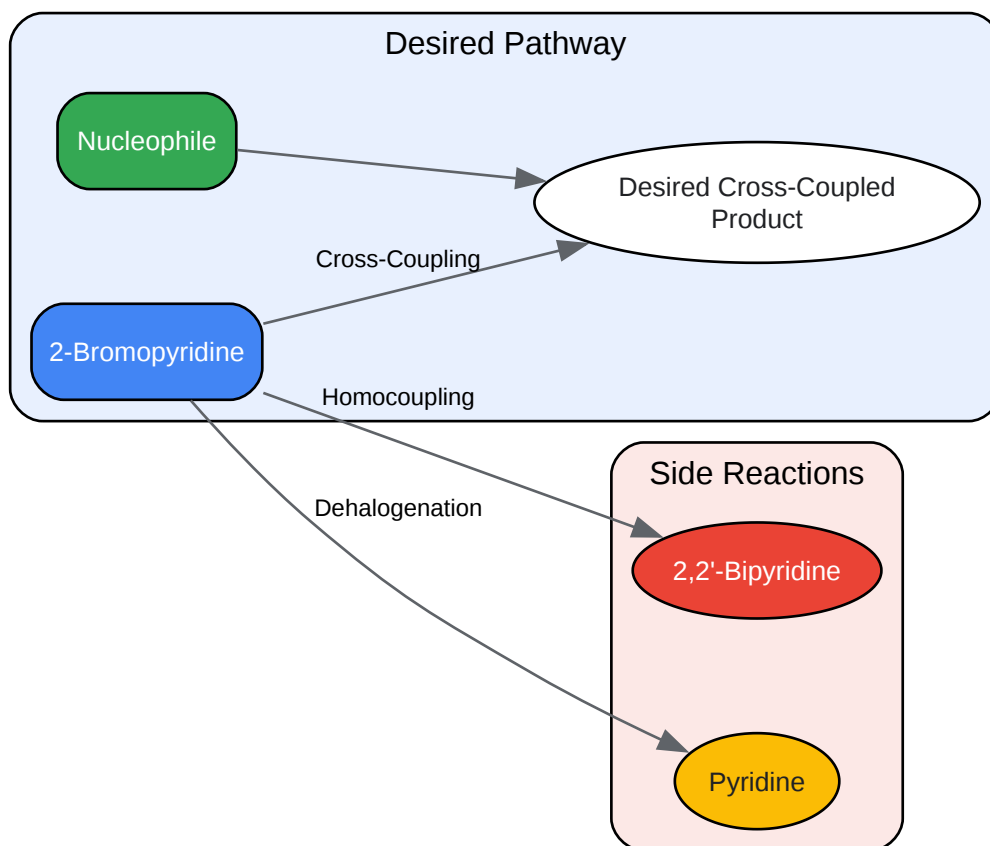 Desired Pathway
Nucleophile
Desired Cross-Coupled
Product
Cross-Coupling
2-Bromopyridine
Homocoupling
Side Reactions
Dehalogenation
2,2'-Bipyridine
Pyridine